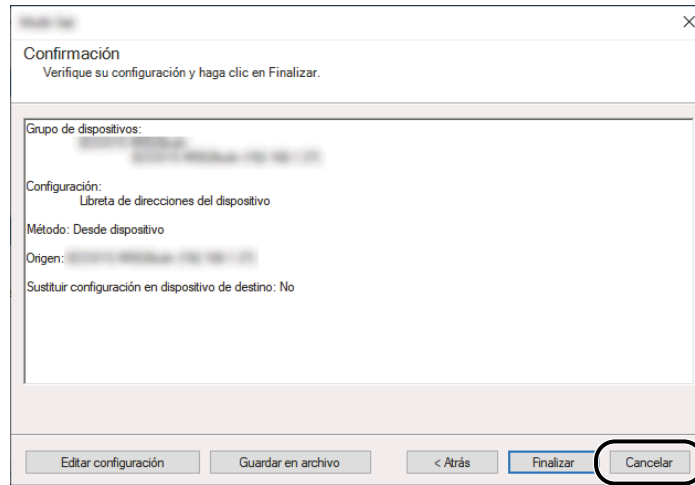 Confirmación
Verifique su configuración y haga clic en Finalizar.
Grupo de dispositivos:
Configuración:
Libreta de direcciones del dispositivo
Método: Desde dispositivo
Origen:
Sustituir configuración en dispositivo de destino: No
Editar configuración
Guardar en archivo
< Atrás
Finalizar
Cancelar